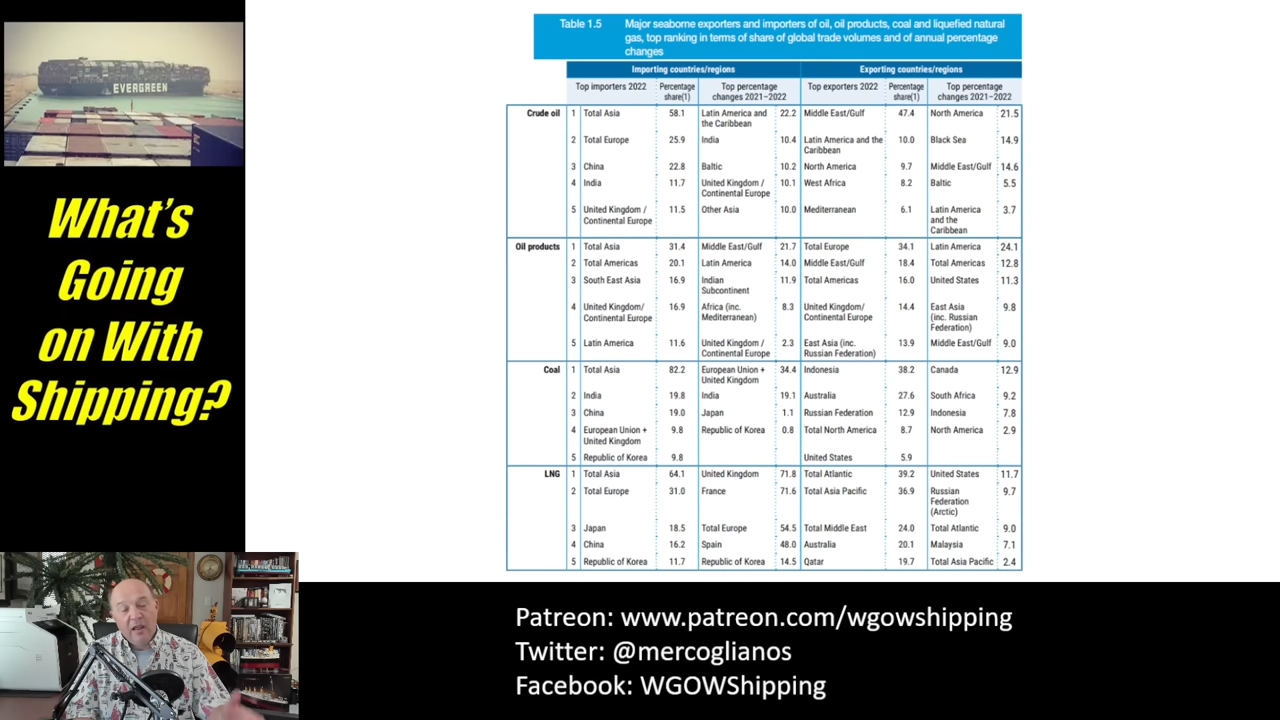 EVERGREEN
What's
Going
on With
Shipping?
Table 1.5 Major seaborne exporters and importers of oil, oil products, coal and liquefied natural
gas, top ranking in terms of share of global trade volumes and of annual percentage
changes
Importing countries/regions Exporting countries/regions
Top importers 2022 Percentage share(1) Top percentage changes 2021–2022 Top exporters 2022 Percentage share(1) Top percentage changes 2021–2022
Crude oil 1 Total Asia 58.1 Latin America and the Caribbean 22.2 Middle East/Gulf 47.4 North America 21.5
2 Total Europe 25.9 India 10.4 Latin America and the Caribbean 10.0 Black Sea 14.9
3 China 22.8 Baltic 10.2 North America 9.7 Middle East/Gulf 14.6
4 India 11.7 United Kingdom / Continental Europe 10.1 West Africa 8.2 Baltic 5.5
5 United Kingdom / Continental Europe 11.5 Other Asia 10.0 Mediterranean 6.1 Latin America and the Caribbean 3.7
Oil products 1 Total Asia 31.4 Middle East/Gulf 21.7 Total Europe 34.1 Latin America 24.1
2 Total Americas 20.1 Latin America 14.0 Middle East/Gulf 18.4 Total Americas 12.8
3 South East Asia 16.9 Indian Subcontinent 11.9 Total Americas 16.0 United States 11.3
4 United Kingdom/ Continental Europe 16.9 Africa (inc. Mediterranean) 8.3 United Kingdom/ Continental Europe 14.4 East Asia (inc. Russian Federation) 9.8
5 Latin America 11.6 United Kingdom/ Continental Europe 2.3 East Asia (inc. Russian Federation) 13.9 Middle East/Gulf 9.0
Coal 1 Total Asia 82.2 European Union + United Kingdom 34.4 Indonesia 38.2 Canada 12.9
2 India 19.8 India 19.1 Australia 27.6 South Africa 9.2
3 China 19.0 Japan 1.1 Russian Federation 12.9 Indonesia 7.8
4 European Union + United Kingdom 9.8 Republic of Korea 0.8 Total North America 8.7 North America 2.9
5 Republic of Korea 9.8 United States 5.9
LNG 1 Total Asia 64.1 United Kingdom 71.8 Total Atlantic 39.2 United States 11.7
2 Total Europe 31.0 France 71.6 Total Asia Pacific 36.9 Russian Federation (Arctic) 9.7
3 Japan 18.5 Total Europe 54.5 Total Middle East 24.0 Total Atlantic 9.0
4 China 16.2 Spain 48.0 Australia 20.1 Malaysia 7.1
5 Republic of Korea 11.7 Republic of Korea 14.5 Qatar 19.7 Total Asia Pacific 2.4
Patreon: www.patreon.com/wgowshipping
Twitter: @mercoglianos
Facebook: WGOWShipping